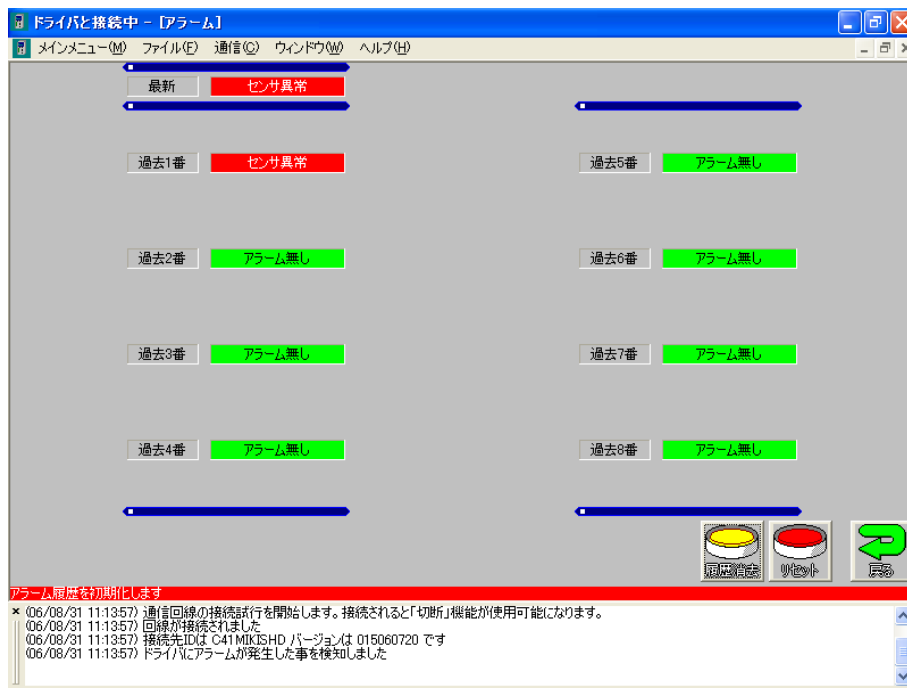 ドライバと接続中 - [アラーム]
メインメニュー(M) ファイル(F) 通信(C) ウィンドウ(W) ヘルプ(H)
最新 センサ異常
過去1番 センサ異常
過去5番 アラーム無し
過去2番 アラーム無し
過去6番 アラーム無し
過去3番 アラーム無し
過去7番 アラーム無し
過去4番 アラーム無し
過去8番 アラーム無し
履歴消去 リセット 戻る
アラーム履歴を初期化します
(06/08/31 11:13:57) 通信回線の接続試行を開始します。接続されると「切断」機能が使用可能になります。
(06/08/31 11:13:57) 回線が接続されました
(06/08/31 11:13:57) 接続先IDは C41MIKISHD バージョンは 015060720 です
(06/08/31 11:13:57) ドライバにアラームが発生した事を検知しました